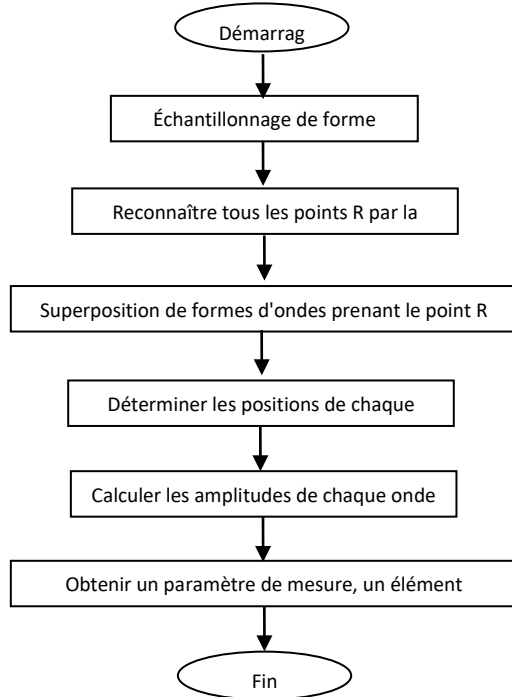 Démarrag
Échantillonnage de forme
Reconnaître tous les points R par la
Superposition de formes d'ondes prenant le point R
Déterminer les positions de chaque
Calculer les amplitudes de chaque onde
Obtenir un paramètre de mesure, un élément
Fin